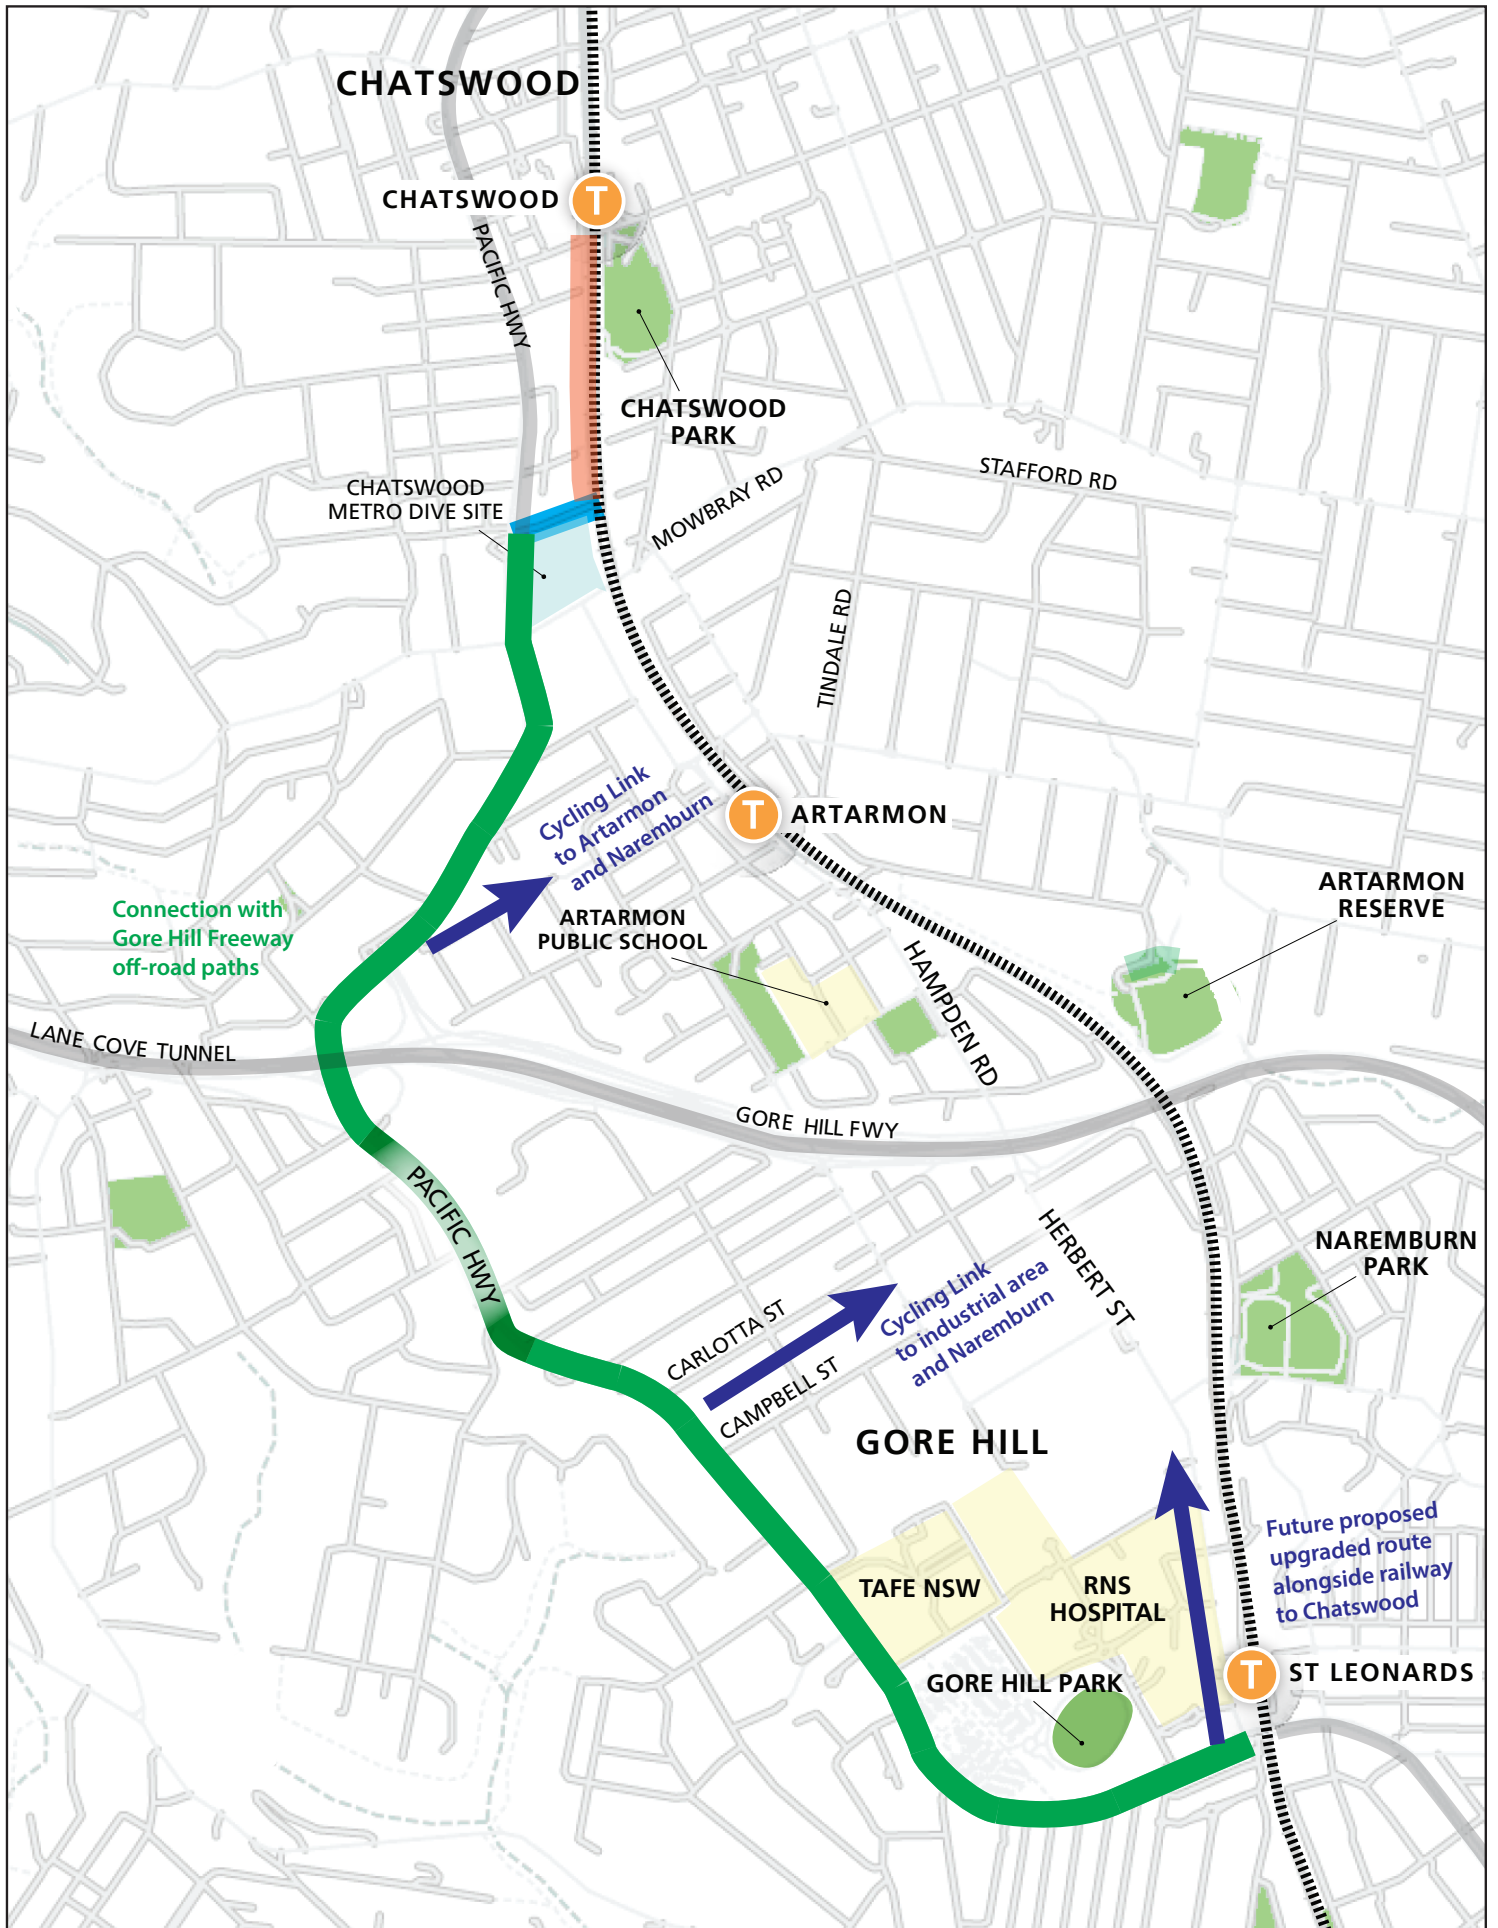 CHATSWOOD
CHATSWOOD
T
PACIFIC HWY
CHATSWOOD
PARK
STAFFORD RD
MOWBRAY RD
CHATSWOOD
METRO DIVE SITE
TINDALE RD
Cycling Link
to Artarmon
and Naremburn
T
ARTARMON
ARTARMON
RESERVE
Connection with
Gore Hill Freeway
off-road paths
ARTARMON
PUBLIC SCHOOL
HAMPDEN RD
LANE COVE TUNNEL
GORE HILL FWY
PACIFIC HWY
HERBERT ST
NAREMBURN
PARK
Cycling Link
to industrial area
and Naremburn
CARLOTTA ST
CAMPBELL ST
GORE HILL
Future proposed
upgraded route
alongside railway
to Chatswood
TAFE NSW
RNS
HOSPITAL
T
ST LEONARDS
GORE HILL PARK